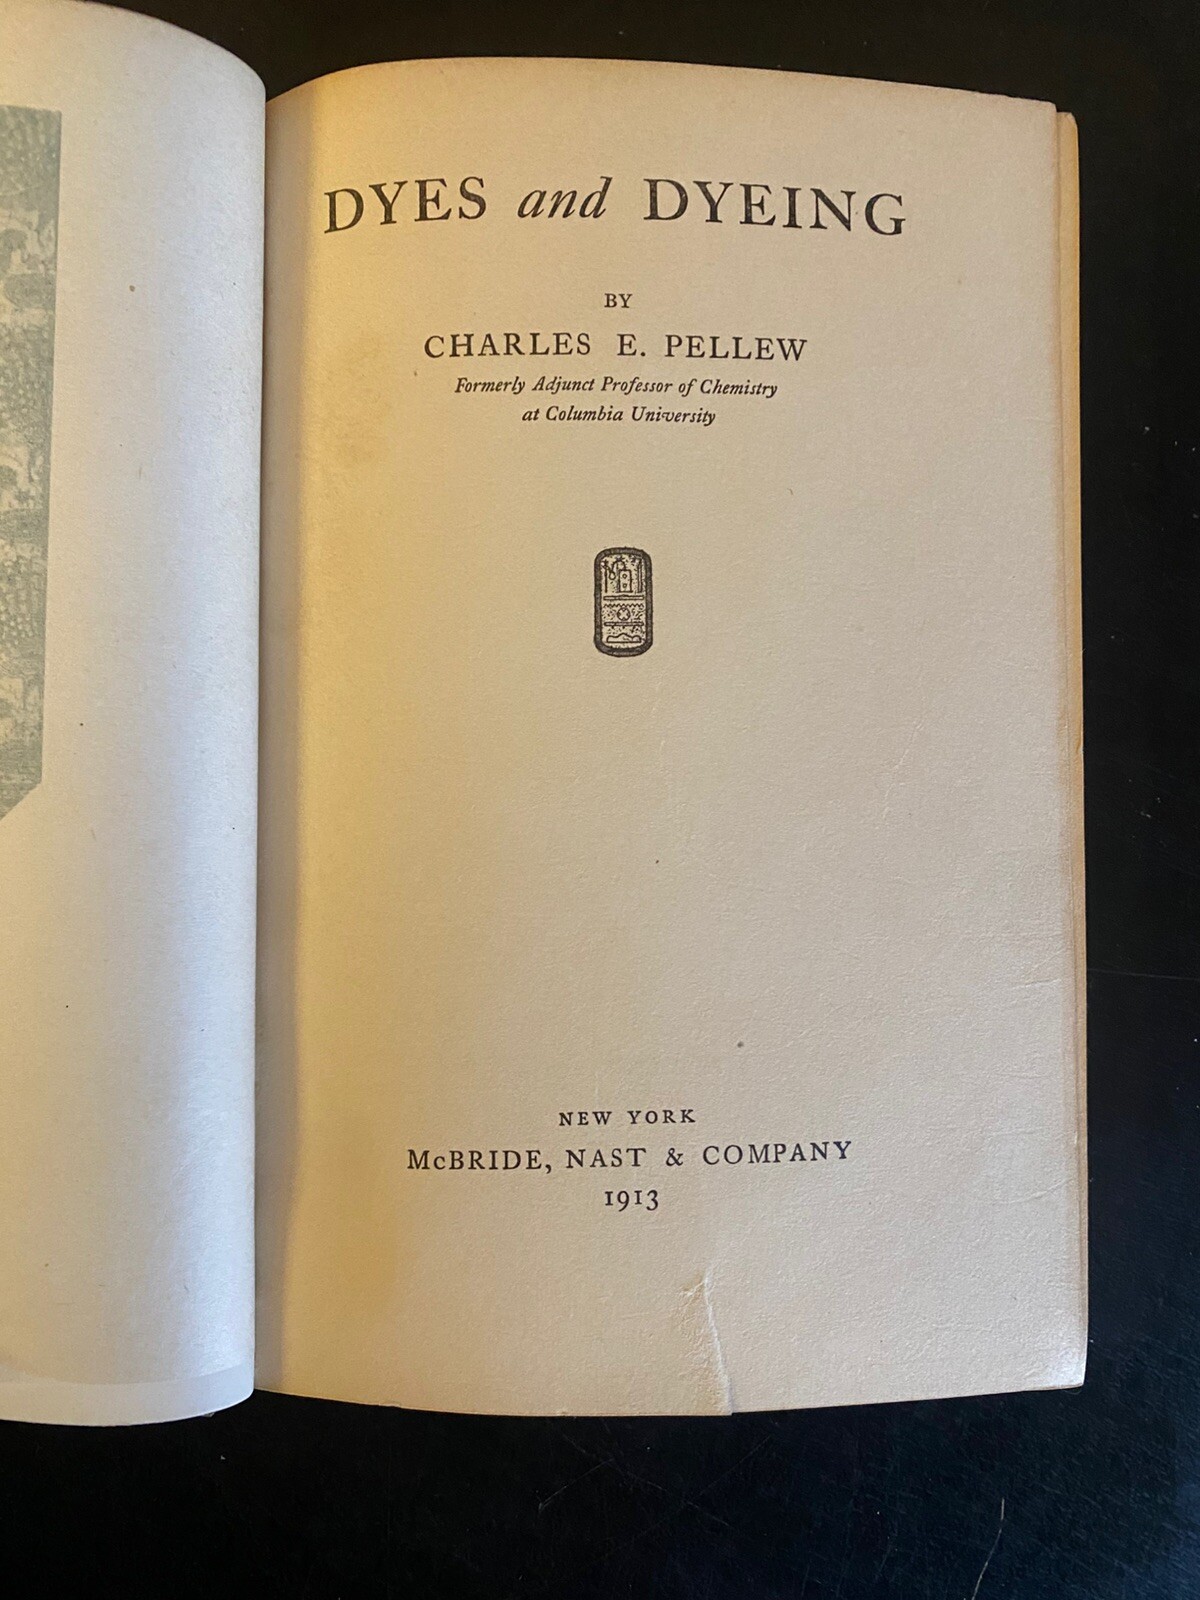 DYES and DYEING
BY
CHARLES E. PELLEW
Formerly Adjunct Professor of Chemistry
at Columbia University
NEW YORK
McBRIDE, NAST & COMPANY
1913